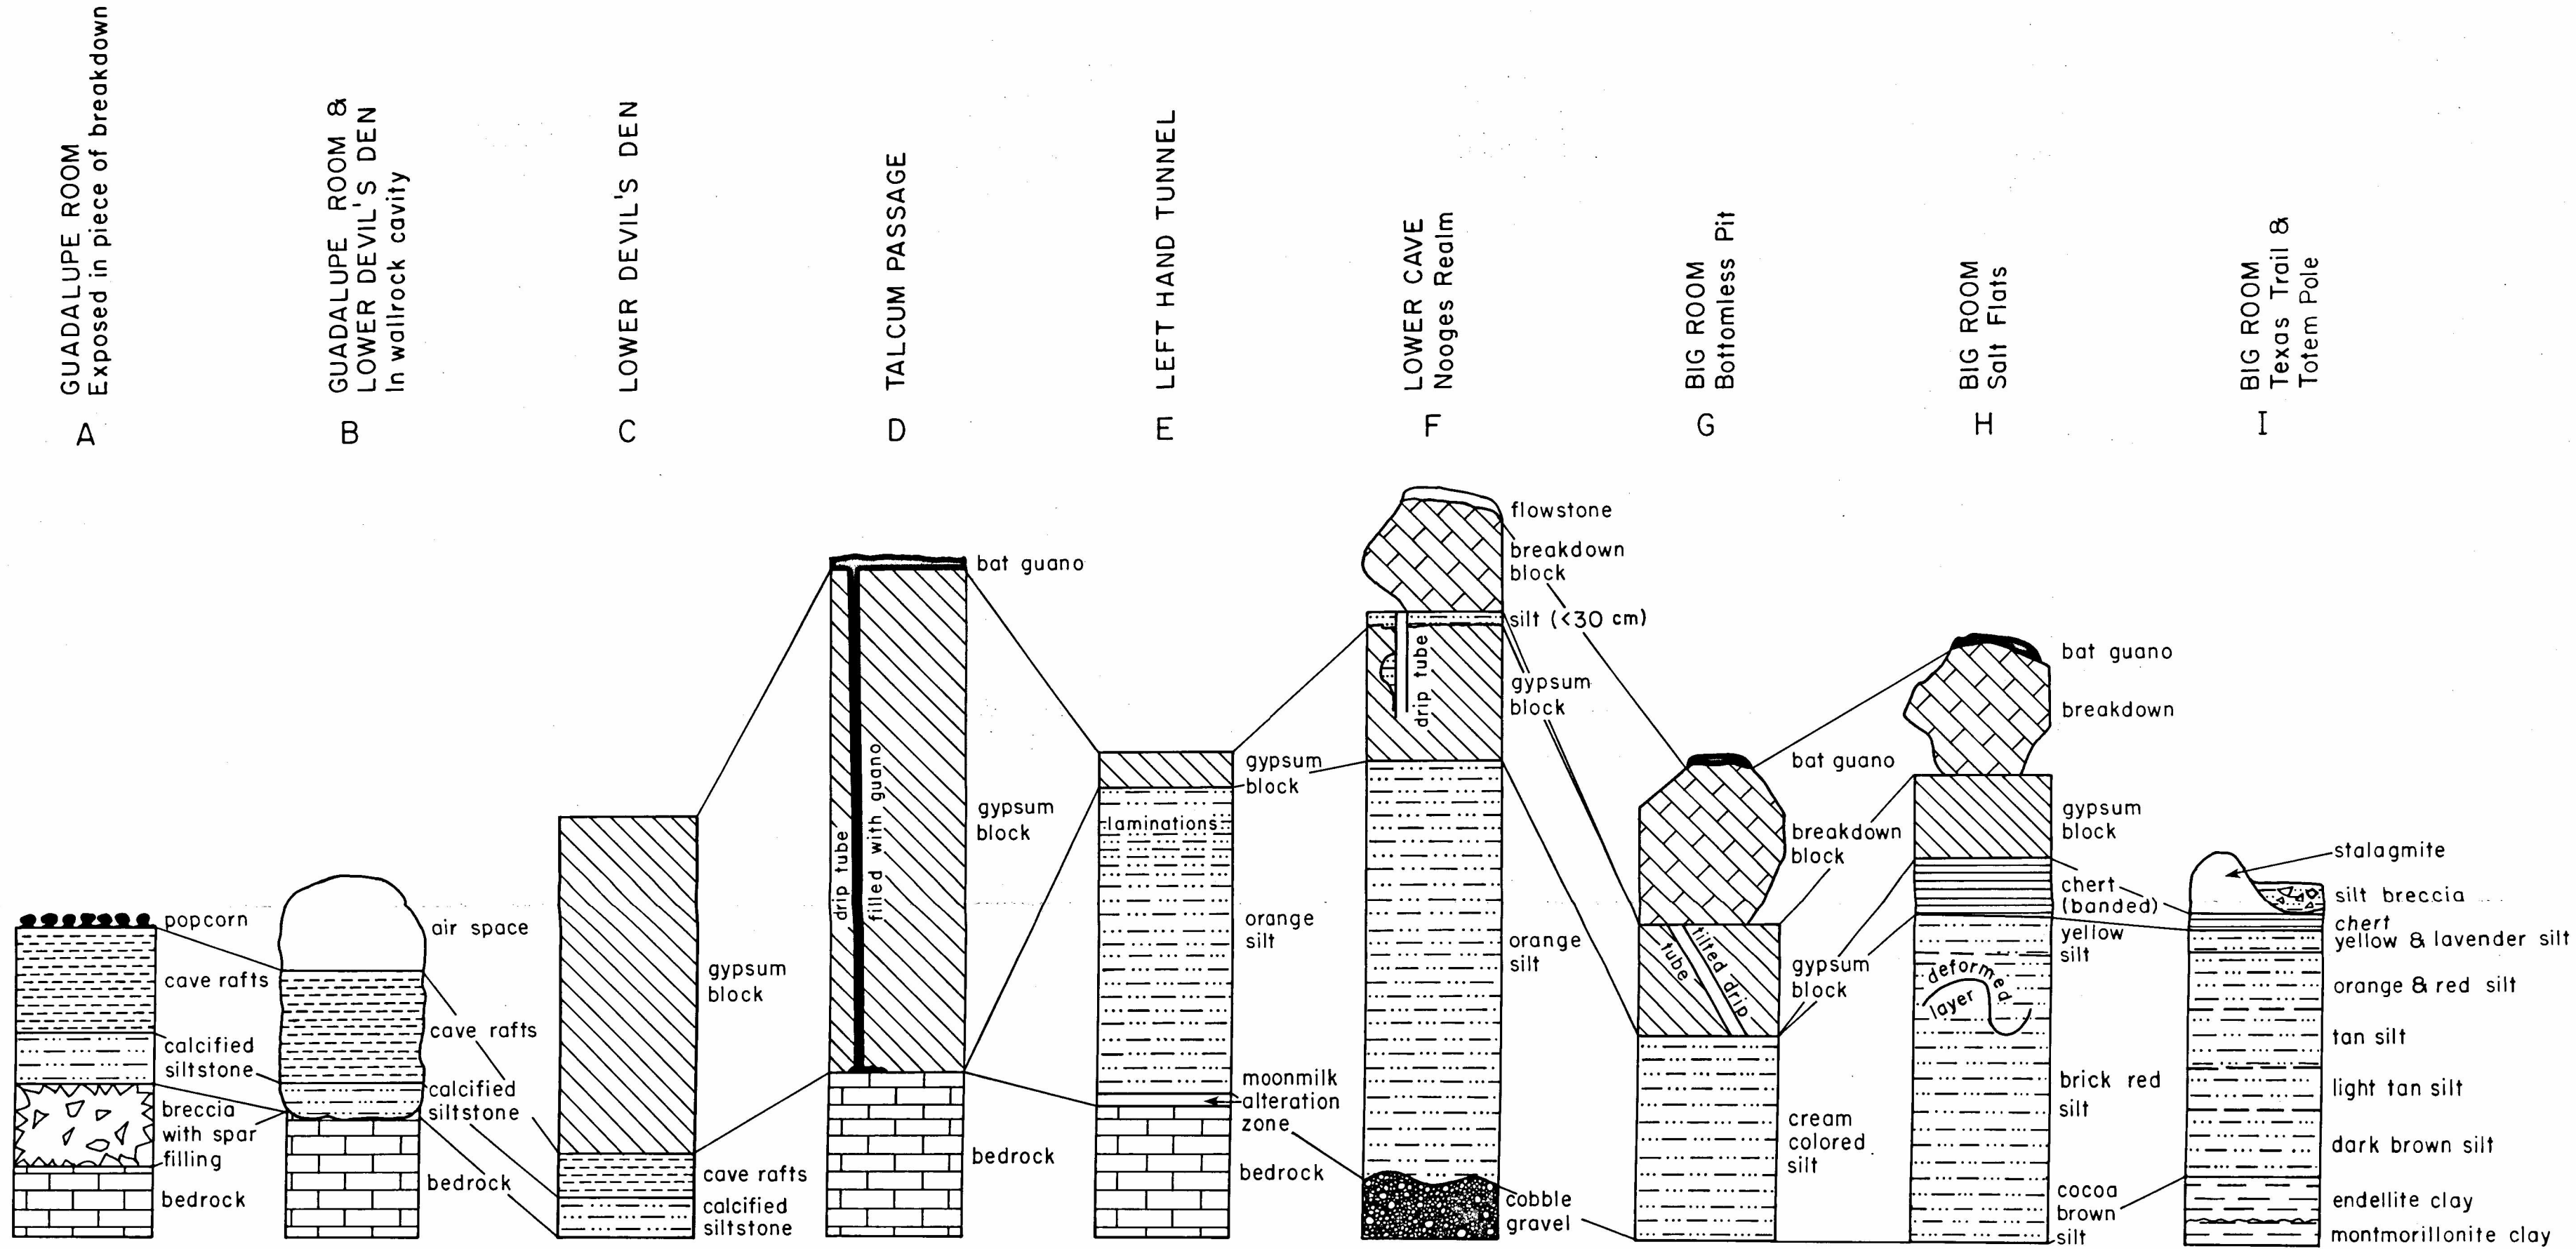 GUADALUPE ROOM
Exposed in piece of breakdown
A
GUADALUPE ROOM &
LOWER DEVIL'S DEN
In wallrock cavity
B
LOWER DEVIL'S DEN
C
TALCUM PASSAGE
D
LEFT HAND TUNNEL
E
LOWER CAVE
Nooges Realm
F
BIG ROOM
Bottomless Pit
G
BIG ROOM
Salt Flats
H
BIG ROOM
Texas Trail &
Totem Pole
I
popcorn
cave rafts
calcified
siltstone
breccia
with spar
filling
bedrock
air space
cave rafts
calcified
siltstone
bedrock
gypsum
block
cave rafts
calcified
siltstone
bat guano
drip tube
filled with guano
gypsum
block
bedrock
gypsum
block
laminations
orange
silt
moonmilk
alteration
zone
bedrock
flowstone
breakdown
block
silt (<30 cm)
drip tube
gypsum
block
orange
silt
cobble
gravel
bat guano
breakdown
block
tilted drip
tube
gypsum
block
cream
colored
silt
bat guano
breakdown
gypsum
block
chert
(banded)
yellow
silt
deformed
layer
brick red
silt
cocoa
brown
silt
stalagmite
silt breccia
chert
yellow & lavender silt
orange & red silt
tan silt
light tan silt
dark brown silt
endellite clay
montmorillonite clay